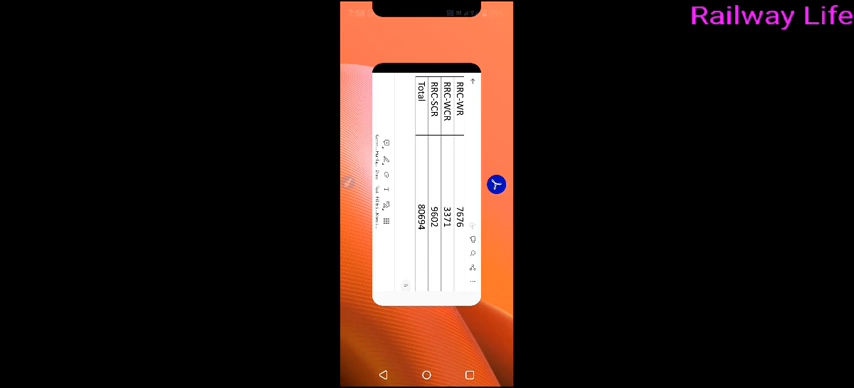 Railway Life
RRC-WR 7676
RRC-WCR 3371
RRC-SCR 9602
Total 80694